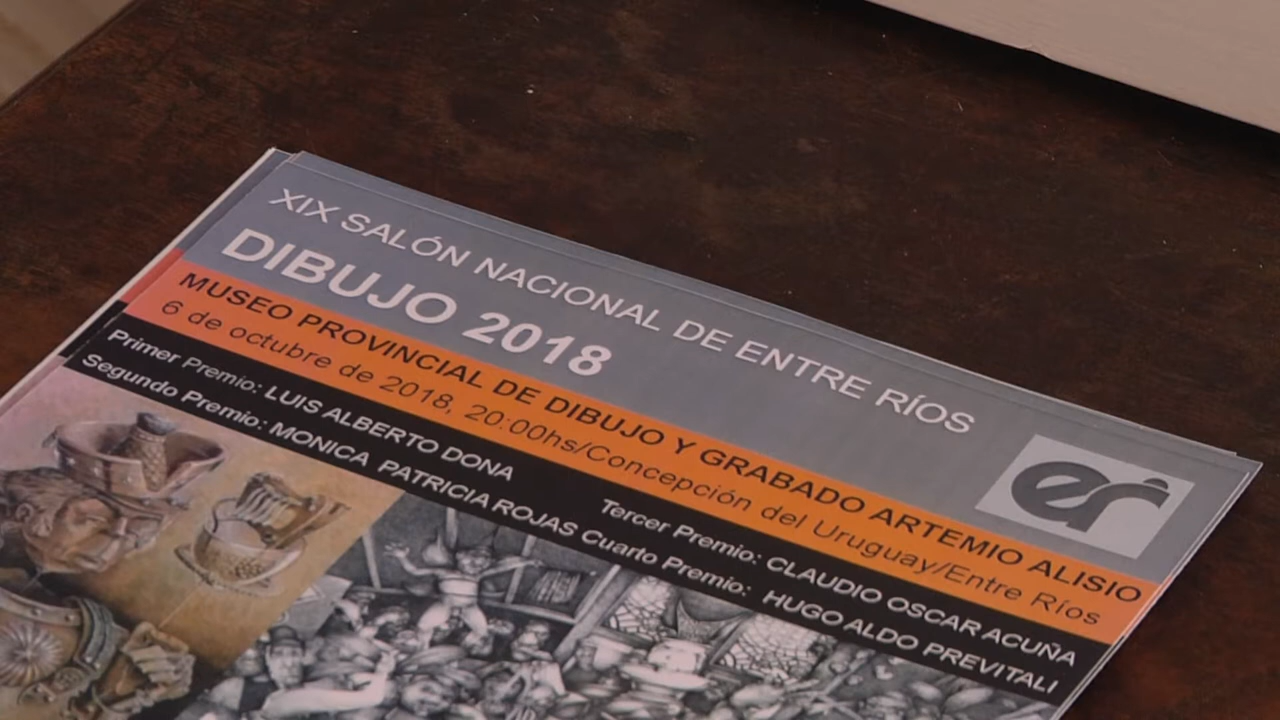 XIX SALÓN NACIONAL DE ENTRE RÍOS
DIBUJO 2018
MUSEO PROVINCIAL DE DIBUJO Y GRABADO ARTEMIO ALISIO
6 de octubre de 2018, 20:00hs/Concepción del Uruguay/Entre Ríos
Primer Premio: LUIS ALBERTO DONA Tercer Premio: CLAUDIO OSCAR ACUÑA
Segundo Premio: MONICA PATRICIA ROJAS Cuarto Premio: HUGO ALDO PREVITALI
er